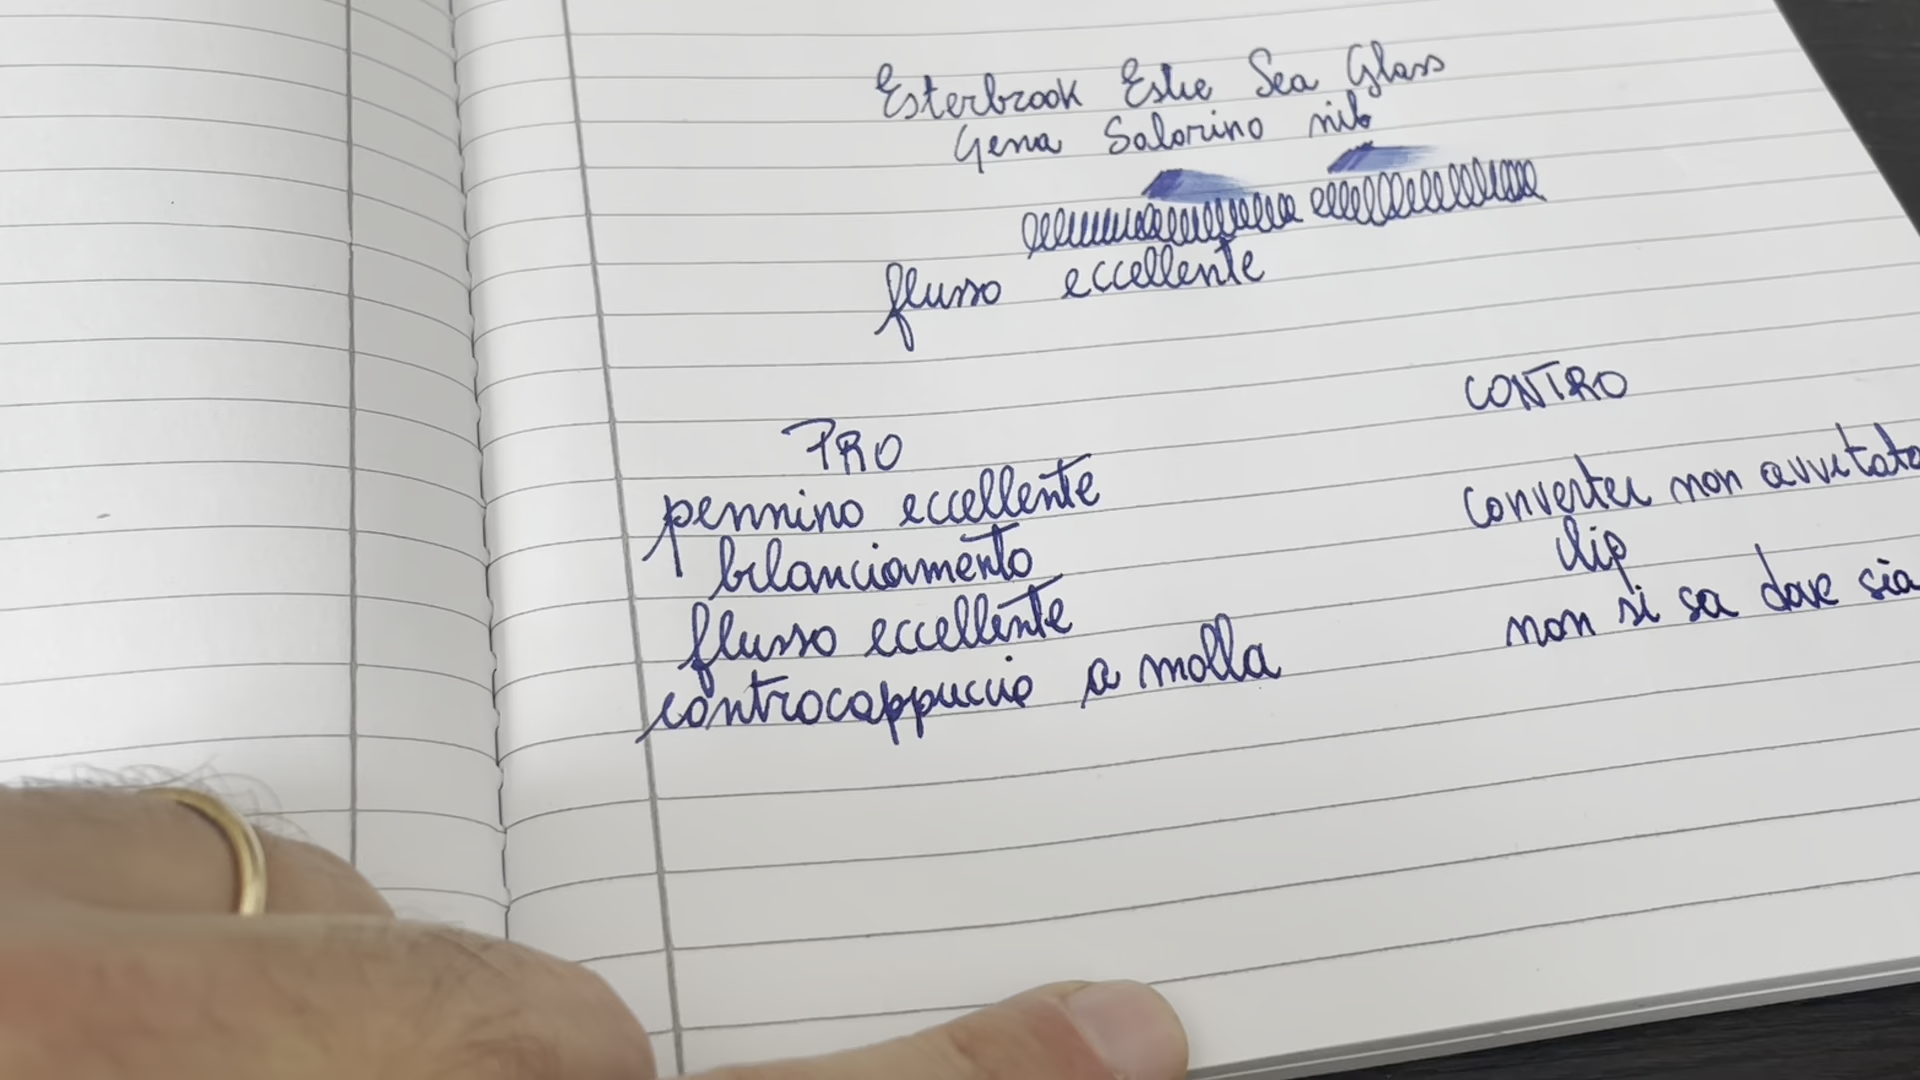 Esterbrook Estie Sea Glass
Gena Salorino nib
flusso eccellente
PRO
pennino eccellente
bilanciamento
flusso eccellente
controcappuccio a molla
CONTRO
converter non avvitato
clip
non si sa dove sia